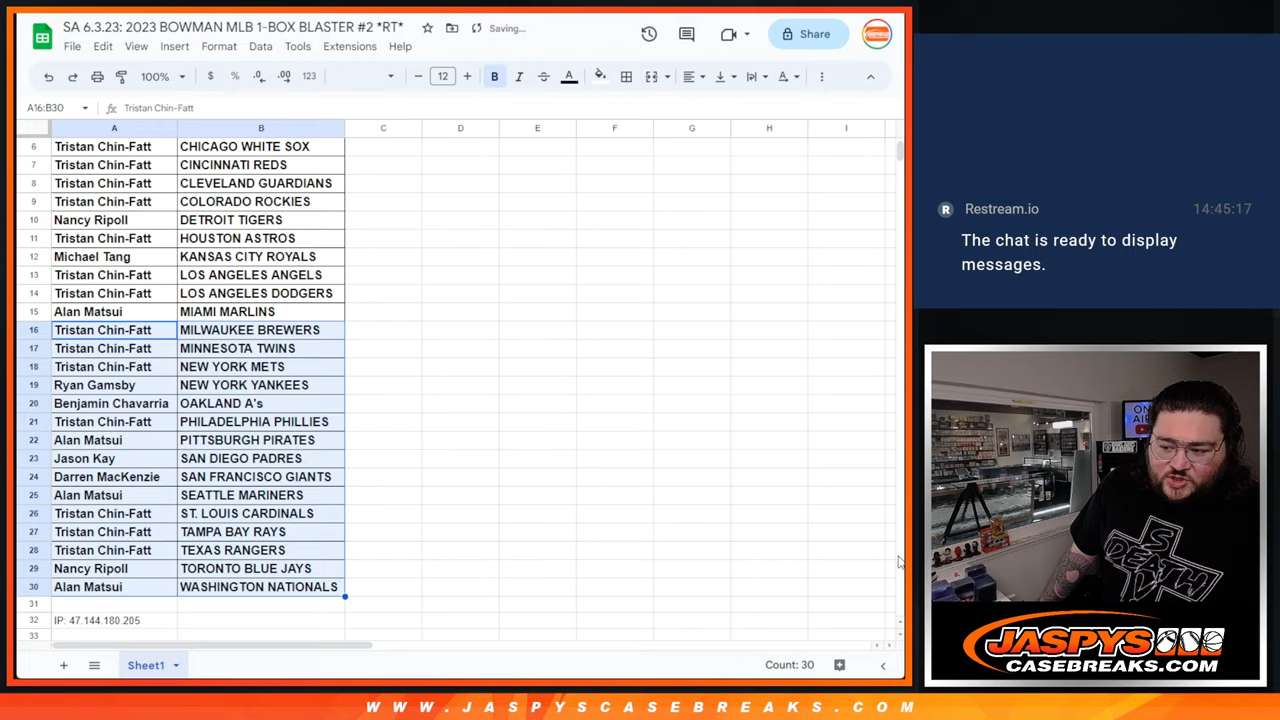 SA 6.3.23: 2023 BOWMAN MLB 1-BOX BLASTER #2 *RT* Saving...
File Edit View Insert Format Data Tools Extensions Help
Share
100% $ % .0 .00 123 12 B I A
A16:B30 Tristan Chin-Fatt
A B C D E F G H I
6 Tristan Chin-Fatt CHICAGO WHITE SOX
7 Tristan Chin-Fatt CINCINNATI REDS
8 Tristan Chin-Fatt CLEVELAND GUARDIANS
9 Tristan Chin-Fatt COLORADO ROCKIES
10 Nancy Ripoll DETROIT TIGERS
11 Tristan Chin-Fatt HOUSTON ASTROS
12 Michael Tang KANSAS CITY ROYALS
13 Tristan Chin-Fatt LOS ANGELES ANGELS
14 Tristan Chin-Fatt LOS ANGELES DODGERS
15 Alan Matsui MIAMI MARLINS
16 Tristan Chin-Fatt MILWAUKEE BREWERS
17 Tristan Chin-Fatt MINNESOTA TWINS
18 Tristan Chin-Fatt NEW YORK METS
19 Ryan Gamsby NEW YORK YANKEES
20 Benjamin Chavarria OAKLAND A's
21 Tristan Chin-Fatt PHILADELPHIA PHILLIES
22 Alan Matsui PITTSBURGH PIRATES
23 Jason Kay SAN DIEGO PADRES
24 Darren MacKenzie SAN FRANCISCO GIANTS
25 Alan Matsui SEATTLE MARINERS
26 Tristan Chin-Fatt ST. LOUIS CARDINALS
27 Tristan Chin-Fatt TAMPA BAY RAYS
28 Tristan Chin-Fatt TEXAS RANGERS
29 Nancy Ripoll TORONTO BLUE JAYS
30 Alan Matsui WASHINGTON NATIONALS
31
32 IP: 47.144.180.205
33
Sheet1 Count: 30
R Restream.io 14:45:17
The chat is ready to display
messages.
ON
AIR
DEATH
JASPYS
CASEBREAKS.COM
WWW.JASPYSCASEBREAKS.COM